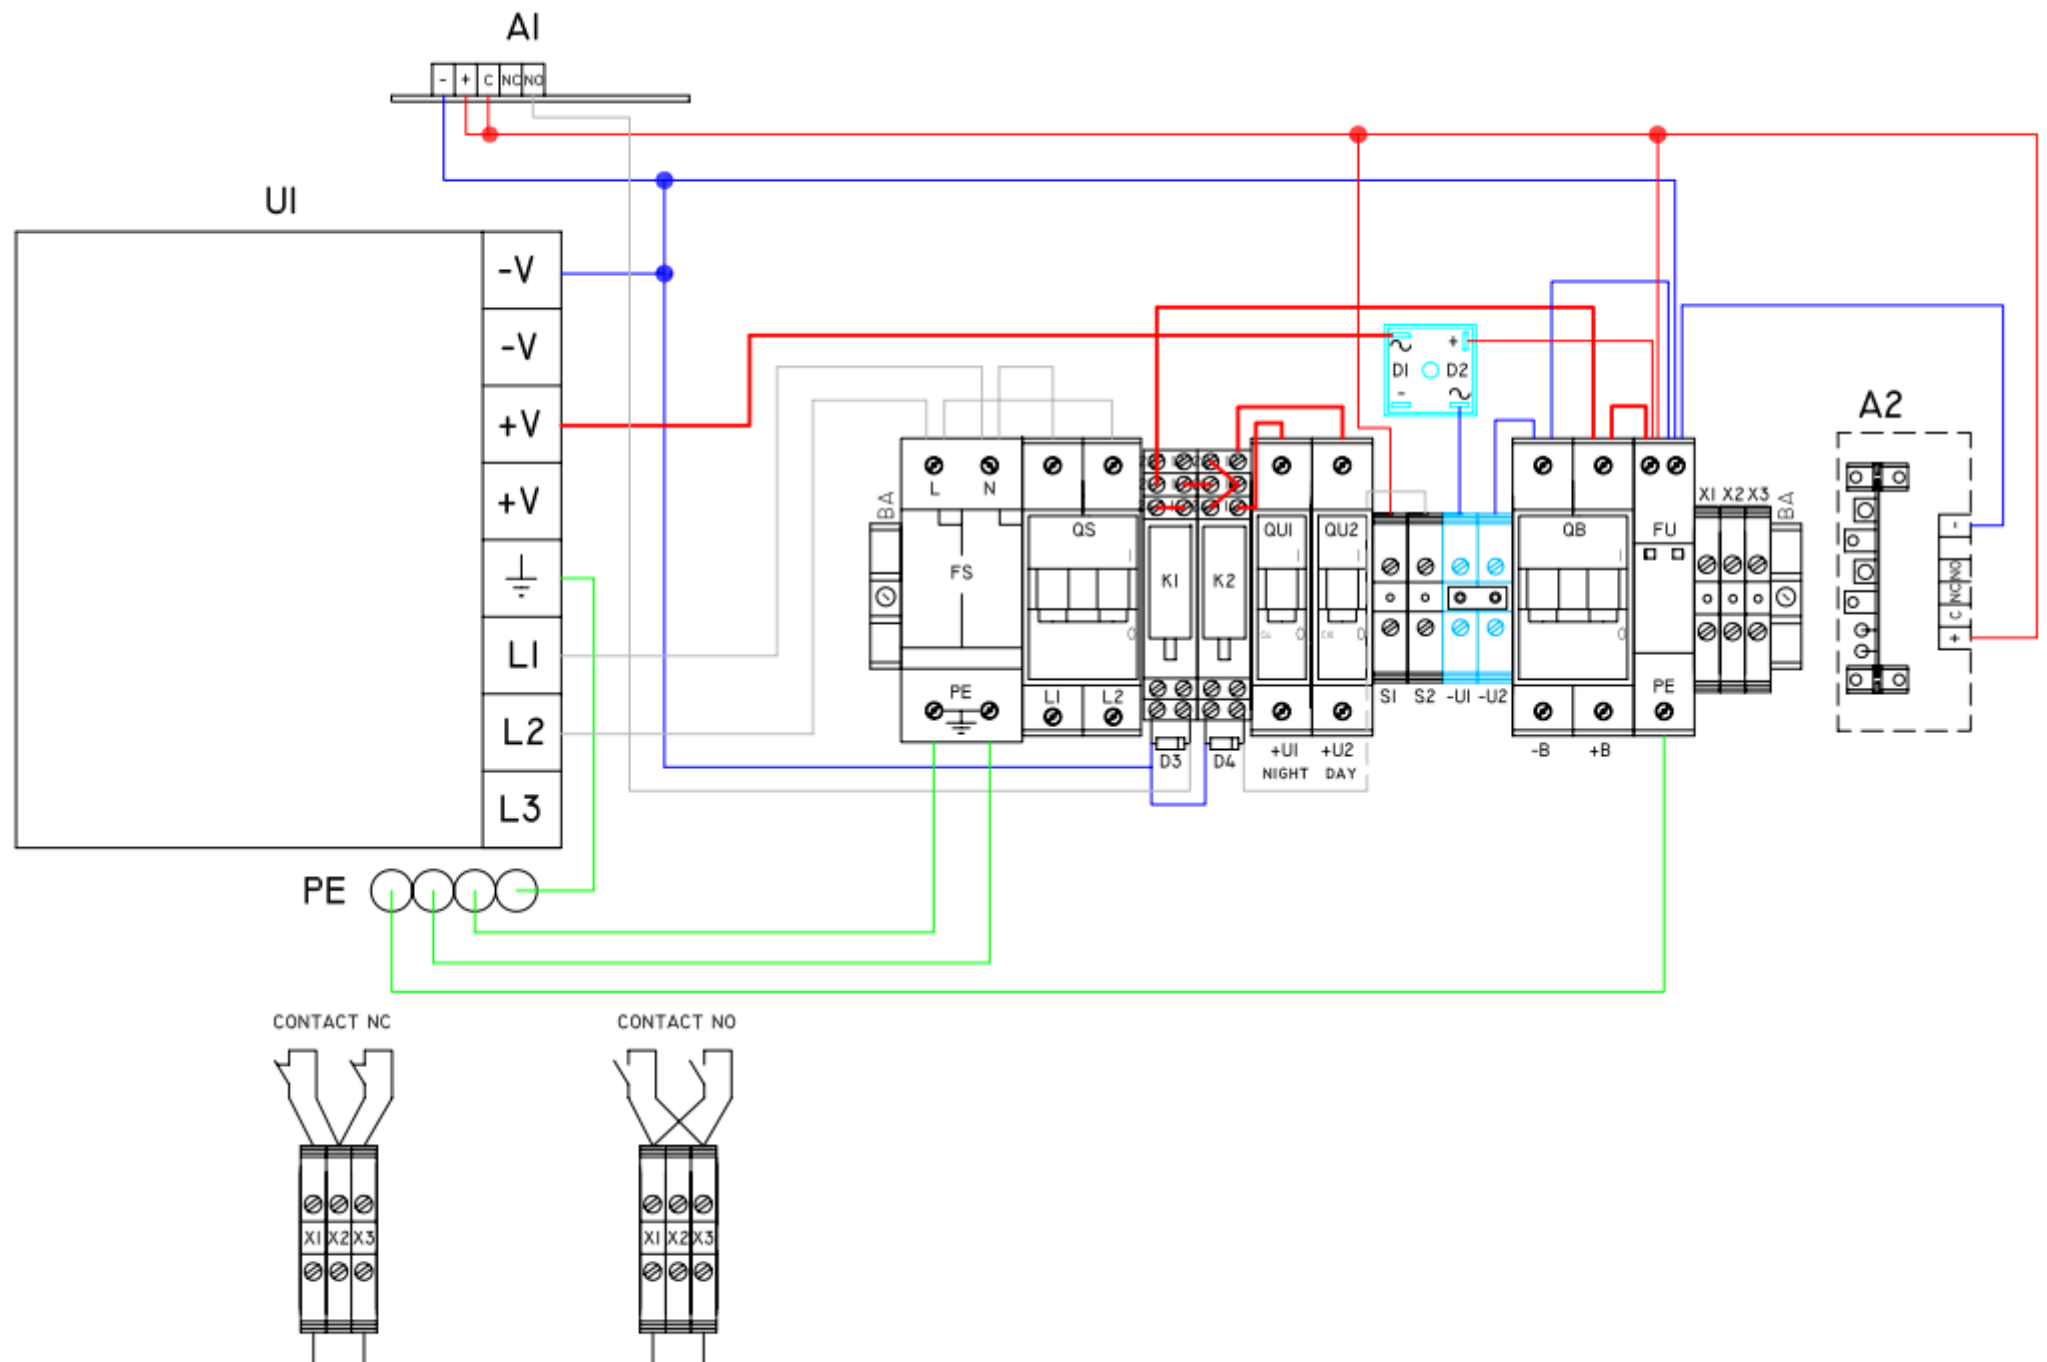 A1
- + C NC NO
U1
-V
-V
+V
+V
L1
L2
L3
PE
BA
L N
FS
PE
QS
I
O
L1 L2
K1
K2
D3
D4
QU1
I
O
+U1
NIGHT
QU2
I
+U2
DAY
D1 D2
+
-
S1 S2 -U1 -U2
QB
I
O
-B +B
FU
PE
X1 X2 X3
BA
A2
-
NO
NC
C
+
CONTACT NC
X1 X2 X3
CONTACT NO
X1 X2 X3